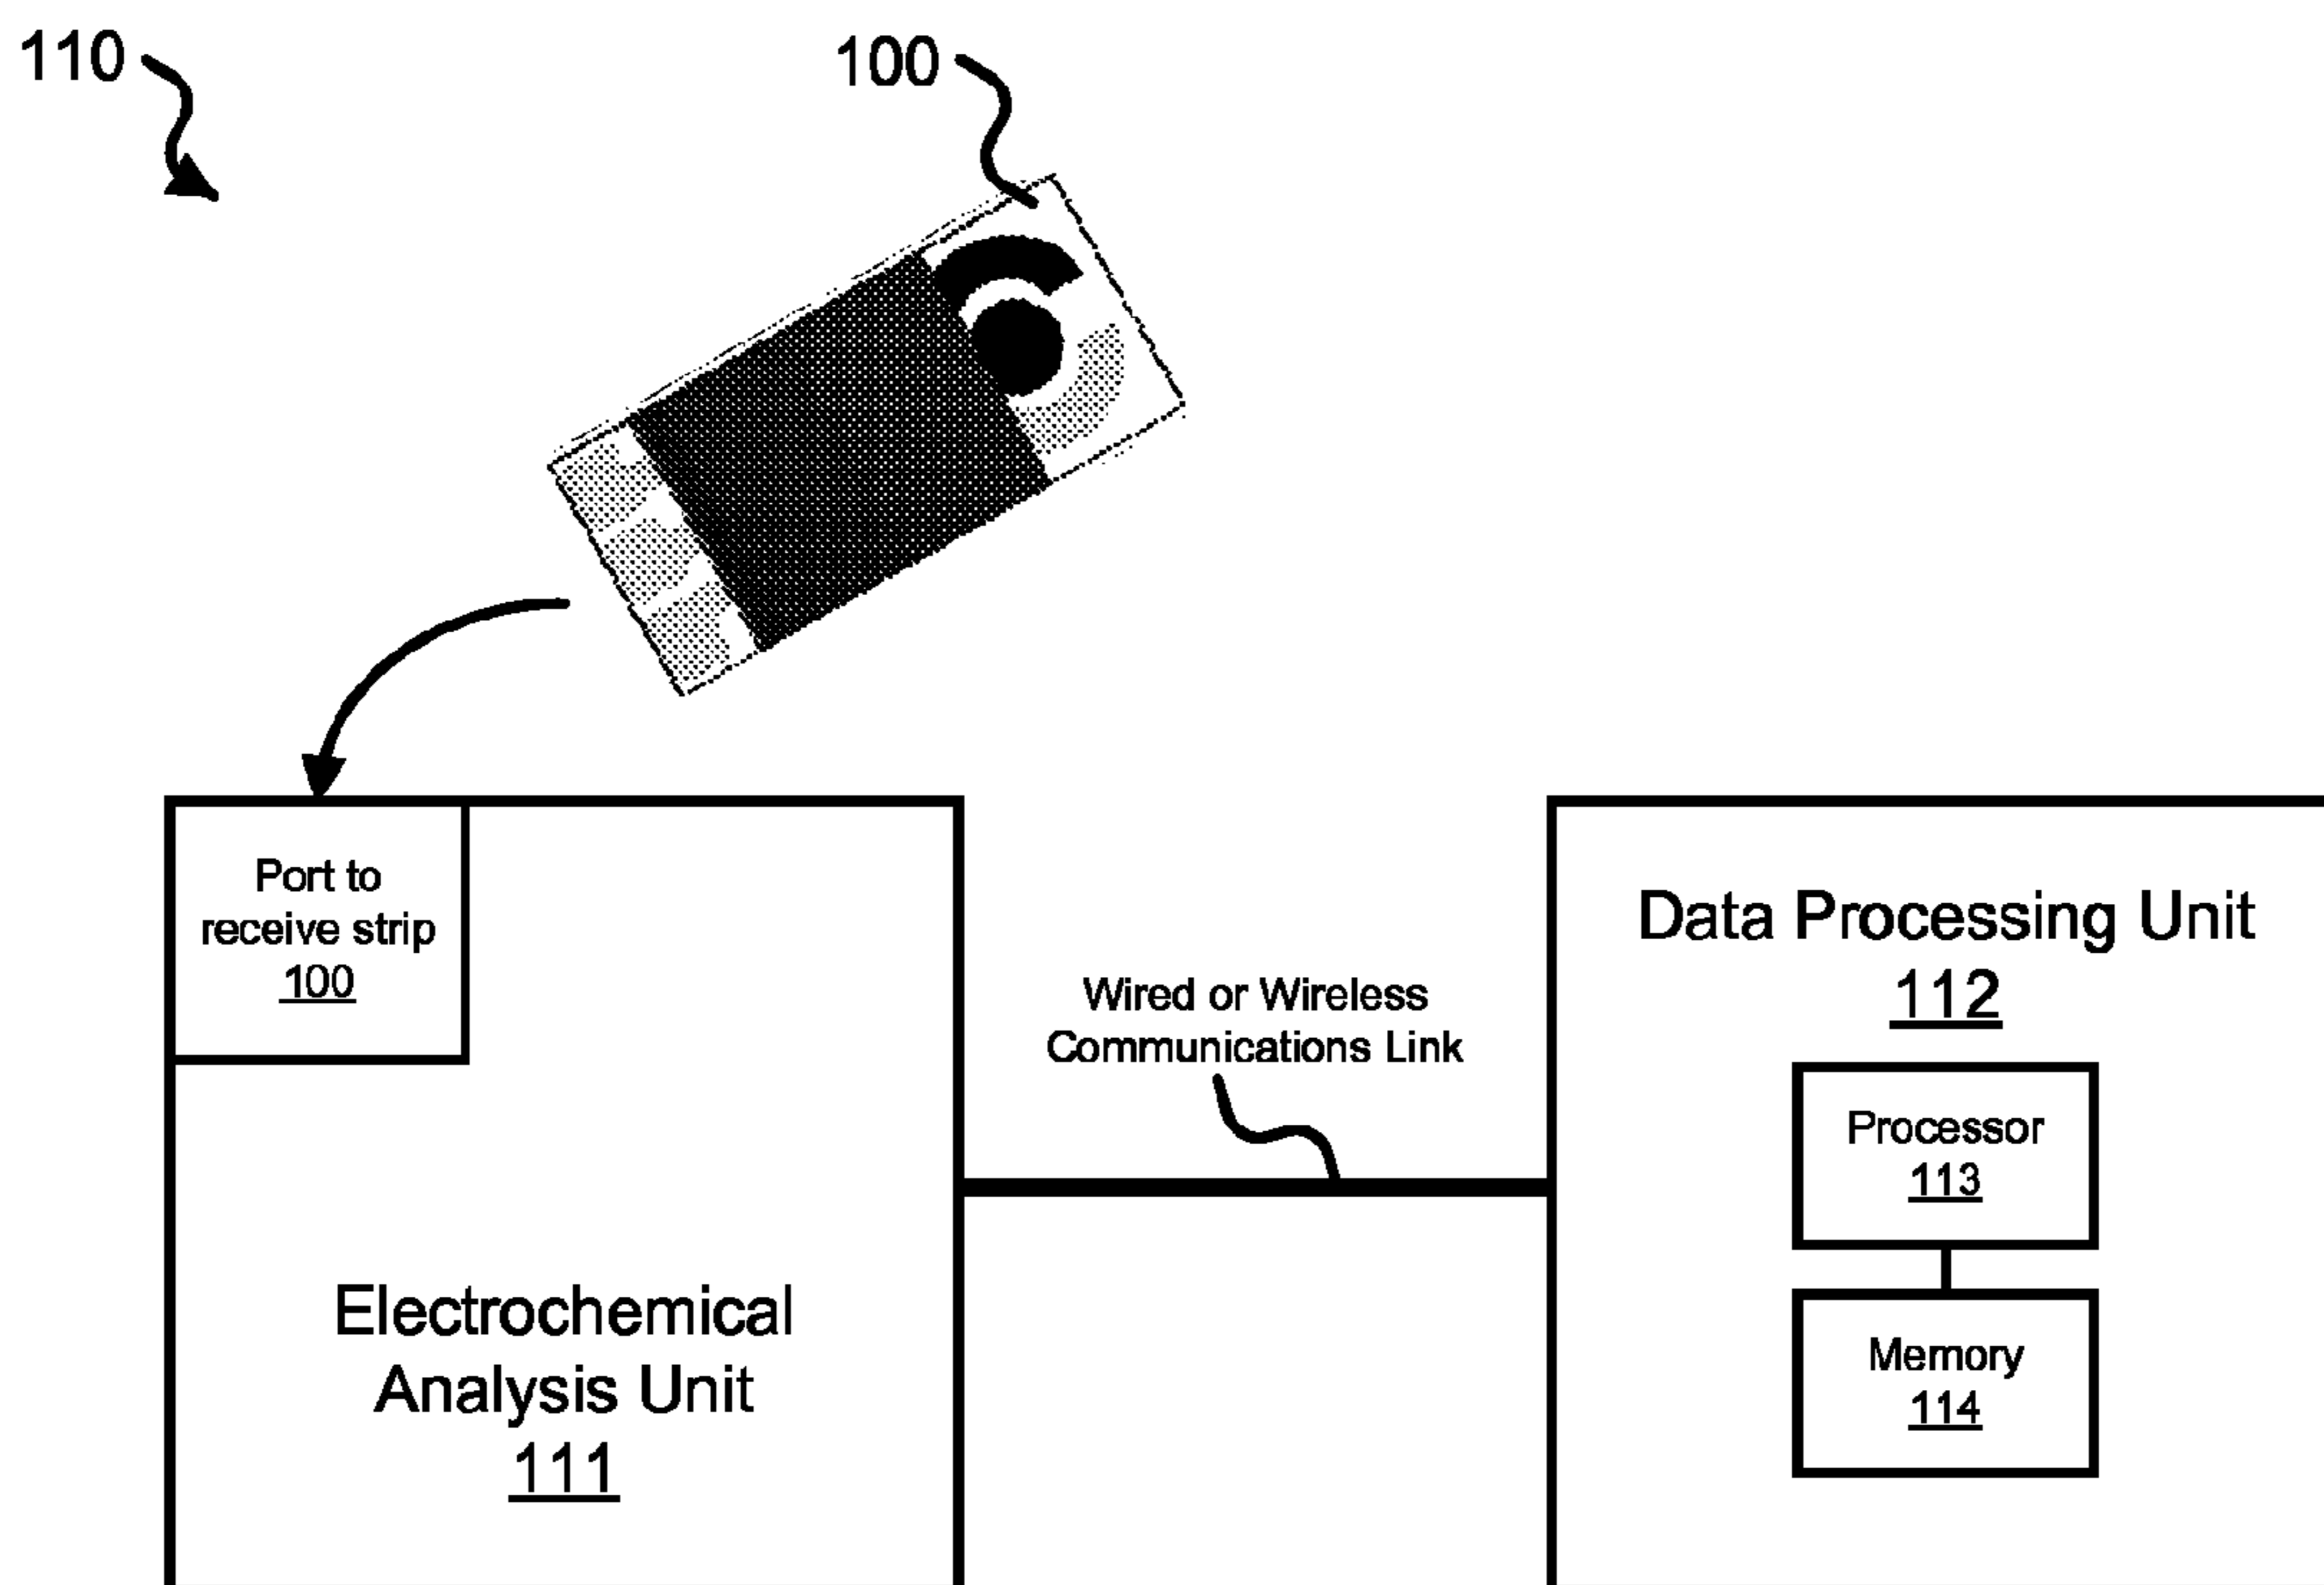 110
100
Port to
receive strip
100
Electrochemical
Analysis Unit
111
Wired or Wireless
Communications Link
Data Processing Unit
112
Processor
113
Memory
114